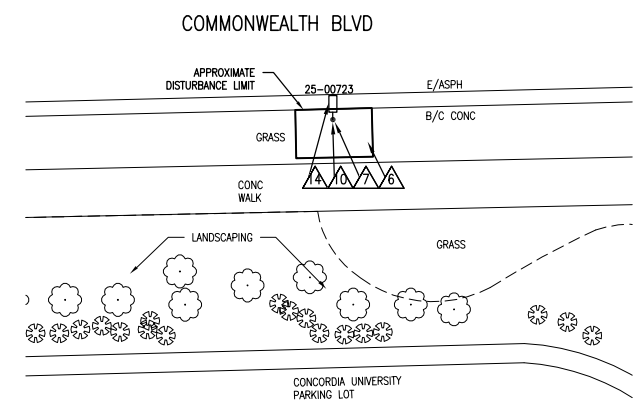 COMMONWEALTH BLVD
APPROXIMATE
DISTURBANCE LIMIT
25-00723
E/ASPH
B/C CONC
GRASS
14 10 7 6
CONC
WALK
LANDSCAPING
GRASS
CONCORDIA UNIVERSITY
PARKING LOT